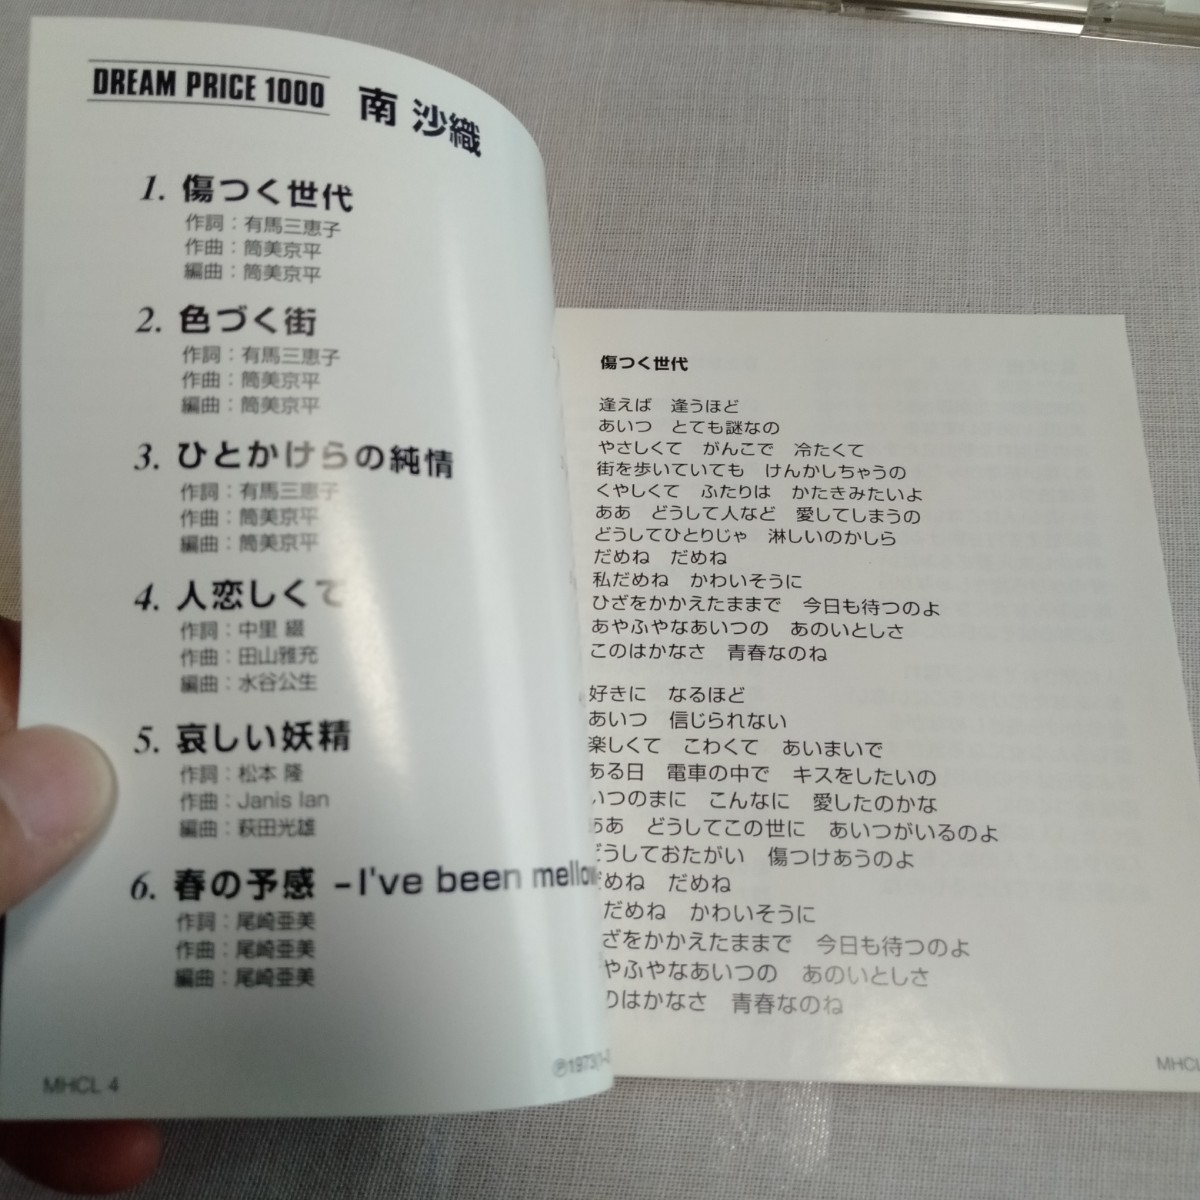 DREAM PRICE 1000 南 沙織
1. 傷つく世代
作詞：有馬三恵子
作曲：筒美京平
編曲：筒美京平
2. 色づく街
作詞：有馬三恵子
作曲：筒美京平
編曲：筒美京平
3. ひとかけらの純情
作詞：有馬三恵子
作曲：筒美京平
編曲：筒美京平
4. 人恋しくて
作詞：中里 綴
作曲：田山雅充
編曲：水谷公生
5. 哀しい妖精
作詞：松本 隆
作曲：Janis Ian
編曲：萩田光雄
6. 春の予感 –I've been mellow
作詞：尾崎亜美
作曲：尾崎亜美
編曲：尾崎亜美
℗1973(1~
MHCL 4
傷つく世代
逢えば　逢うほど
あいつ　とても謎なの
やさしくて　がんこで　冷たくて
街を歩いていても　けんかしちゃうの
くやしくて　ふたりは　かたきみたいよ
ああ　どうして人など　愛してしまうの
どうしてひとりじゃ　淋しいのかしら
だめね　だめね
私だめね　かわいそうに
ひざをかかえたままで　今日も待つのよ
あやふやなあいつの　あのいとしさ
このはかなさ　青春なのね
好きに　なるほど
あいつ　信じられない
楽しくて　こわくて　あいまいで
ある日　電車の中で　キスをしたいの
いつのまに　こんなに　愛したのかな
ああ　どうしてこの世に　あいつがいるのよ
どうしておたがい　傷つけあうのよ
だめね　だめね
だめね　かわいそうに
ざをかかえたままで　今日も待つのよ
やふやなあいつの　あのいとしさ
のはかなさ　青春なのね
MHCL